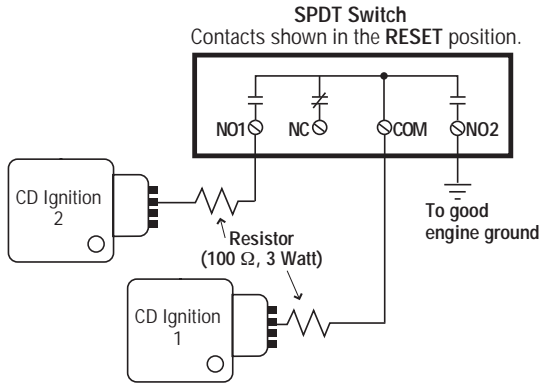 SPDT Switch
Contacts shown in the RESET position.
NO1 NC COM NO2
CD Ignition
2
To good
engine ground
Resistor
(100 Ω, 3 Watt)
CD Ignition
1